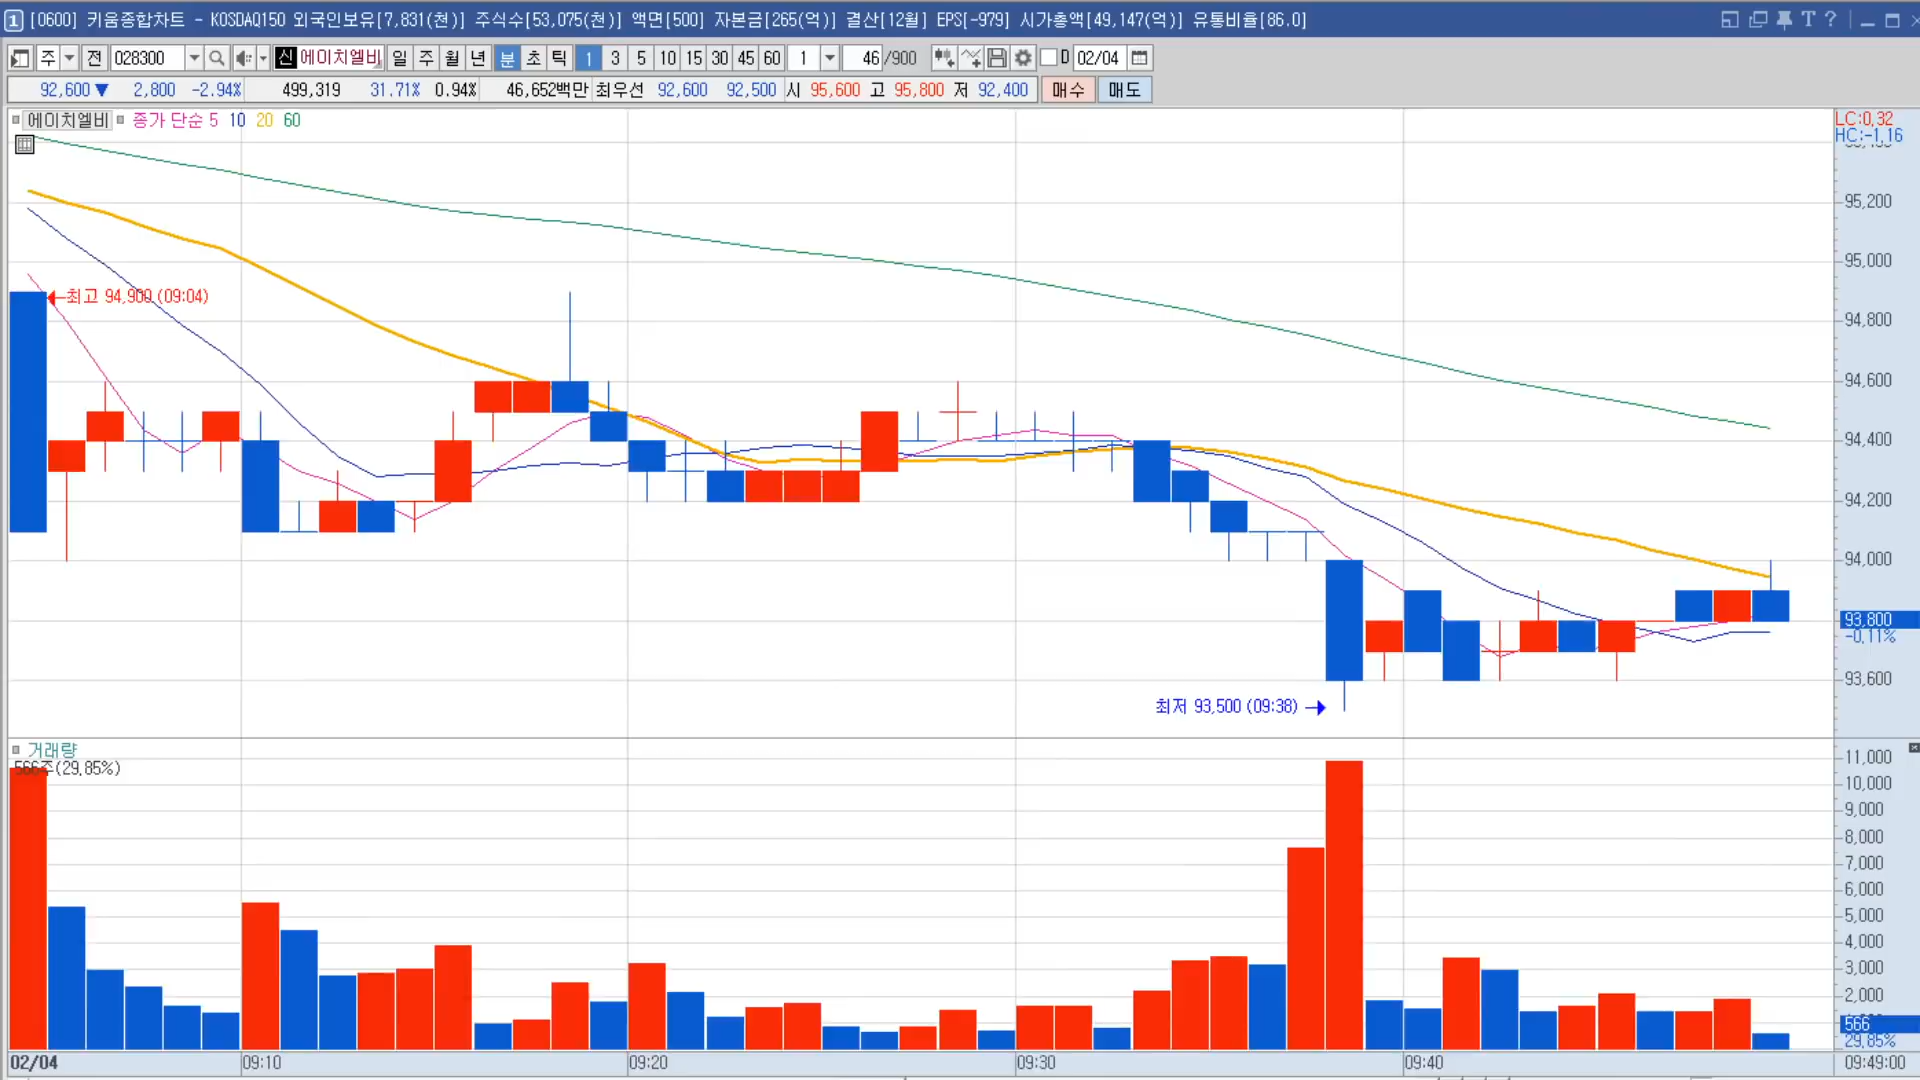 1 [0600] 키움종합차트 - KOSDAQ150 외국인보유[7,831(천)] 주식수[53,075(천)] 액면[500] 자본금[265(억)] 결산[12월] EPS[-979] 시가총액[49,147(억)] 유통비율[86.0] T ?
주 전 028300 신 에이치엘비 일 주 월 년 분 초 틱 1 3 5 10 15 30 45 60 1 46 /900 D 02/04
92,600 ▼ 2,800 -2.94% 499,319 31.71% 0.94% 46,652백만 최우선 92,600 92,500 시 95,600 고 95,800 저 92,400 매수 매도
에이치엘비 종가 단순 5 10 20 60
LC:0,32
HC:-1,16
95,200
95,000
최고 94,900 (09:04)
94,800
94,600
94,400
94,200
94,000
93,800
-0,11%
93,600
최저 93,500 (09:38)
거래량
566주(29,85%)
11,000
10,000
9,000
8,000
7,000
6,000
5,000
4,000
3,000
2,000
566
29,85%
02/04 09:10 09:20 09:30 09:40 09:49:00